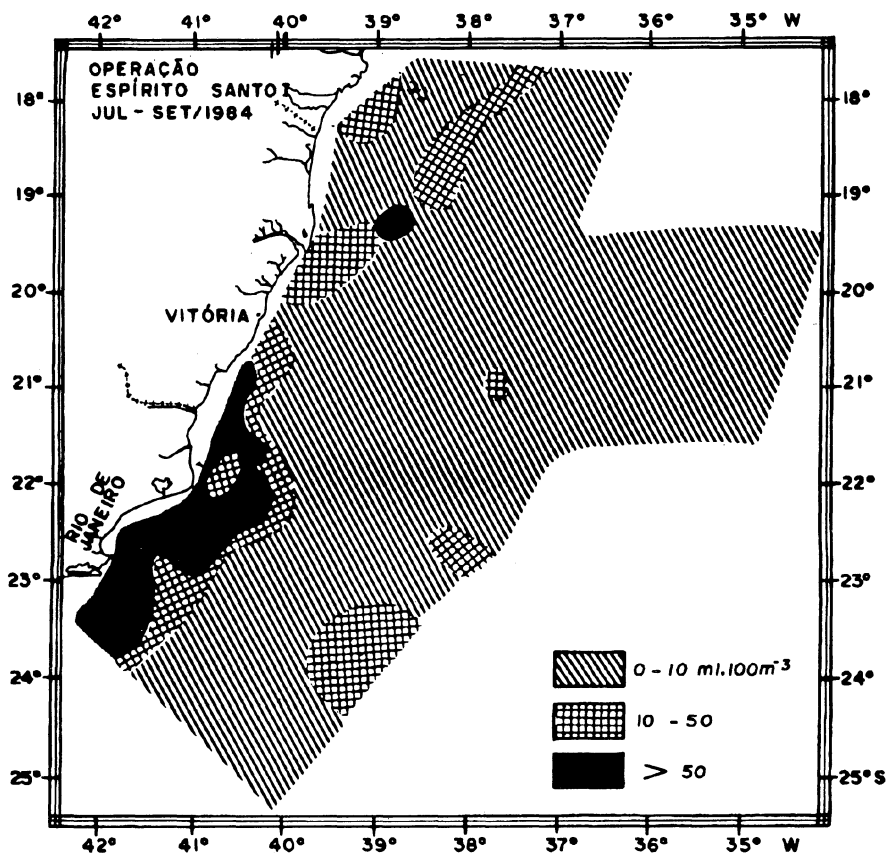 42° 41° 40° 39° 38° 37° 36° 35° W
OPERAÇÃO
ESPÍRITO SANTO
JUL - SET/1984
18° 18°
19° 19°
20° 20°
VITÓRIA
21° 21°
22° 22°
RIO DE
JANEIRO
23° 23°
24° 24°
25° 25° S
0 - 10 ml.100m⁻³
10 - 50
> 50
42° 41° 40° 39° 38° 37° 36° 35° W